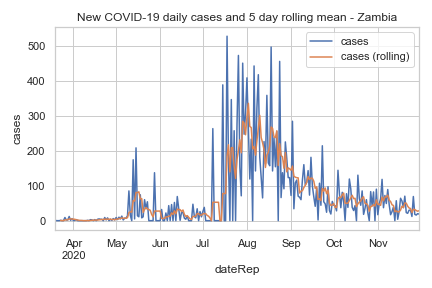 New COVID-19 daily cases and 5 day rolling mean - Zambia
cases
cases (rolling)
500
400
300
200
100
0
cases
Apr May Jun Jul Aug Sep Oct Nov
2020
dateRep